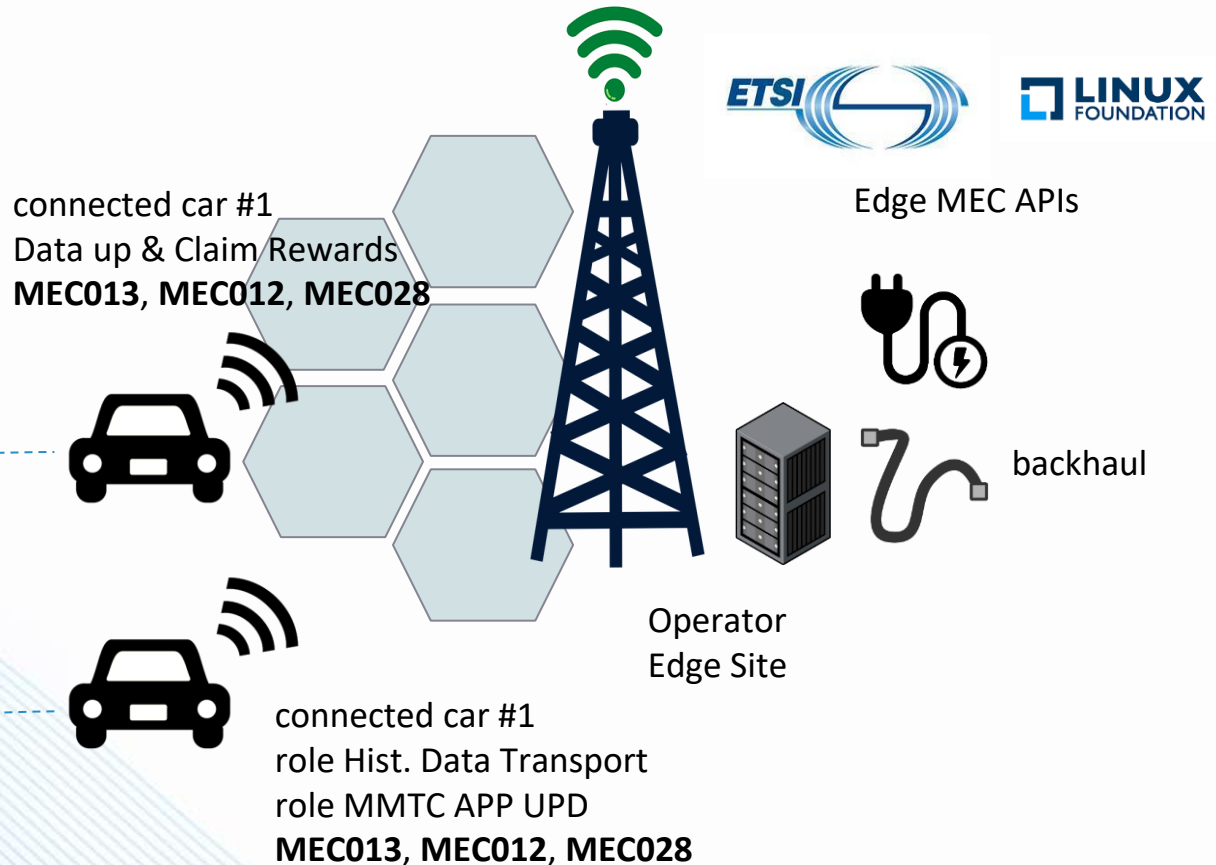 ETSI
LINUX
FOUNDATION
Edge MEC APIs
connected car #1
Data up & Claim Rewards
MEC013, MEC012, MEC028
backhaul
Operator
Edge Site
connected car #1
role Hist. Data Transport
role MMTC APP UPD
MEC013, MEC012, MEC028